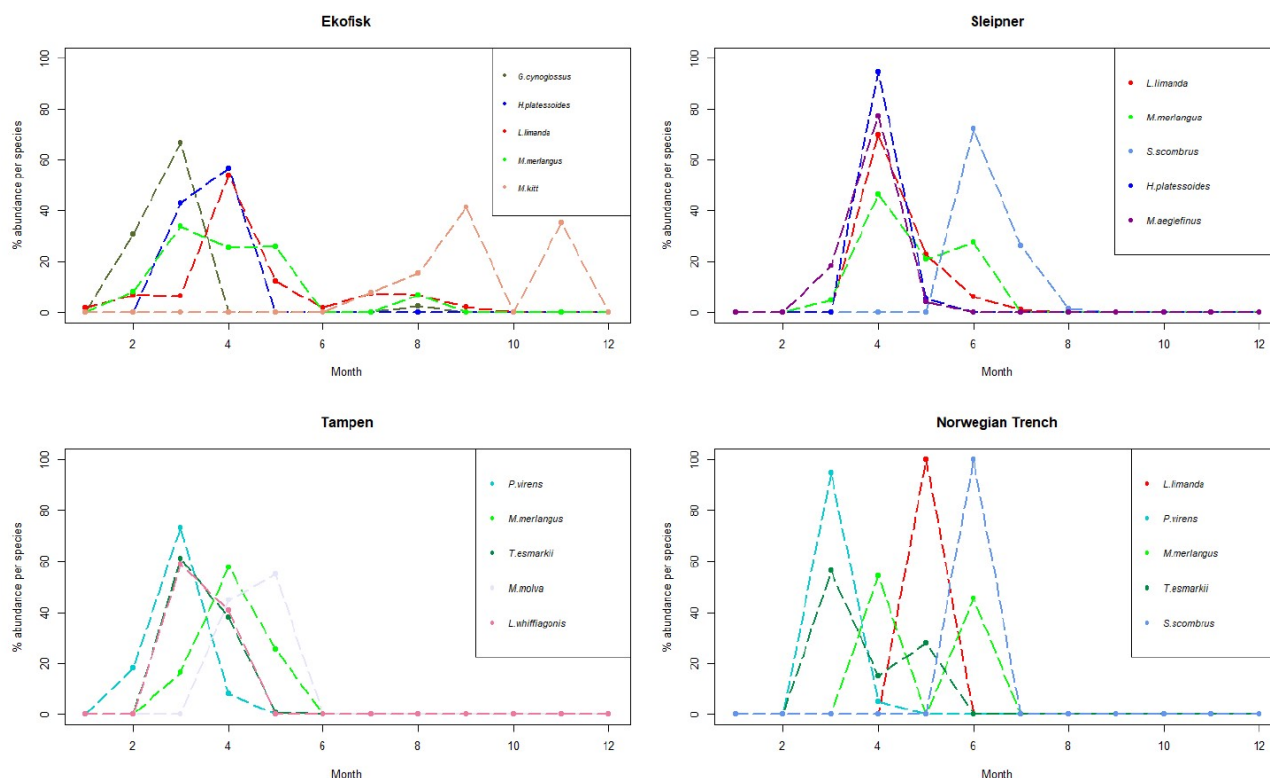 Ekofisk
% abundance per species
100
80
60
40
20
0
G.cynoglossus
H.platessoides
L.limanda
M.merlangus
M.kitt
2 4 6 8 10 12
Month
Sleipner
% abundance per species
100
80
60
40
20
0
L.limanda
M.merlangus
S.scombrus
H.platessoides
M.aeglefinus
2 4 6 8 10 12
Month
Tampen
% abundance per species
100
80
60
40
20
0
P.virens
M.merlangus
T.esmarkii
M.molva
L.whiffiagonis
2 4 6 8 10 12
Month
Norwegian Trench
% abundance per species
100
80
60
40
20
0
L.limanda
P.virens
M.merlangus
T.esmarkii
S.scombrus
2 4 6 8 10 12
Month